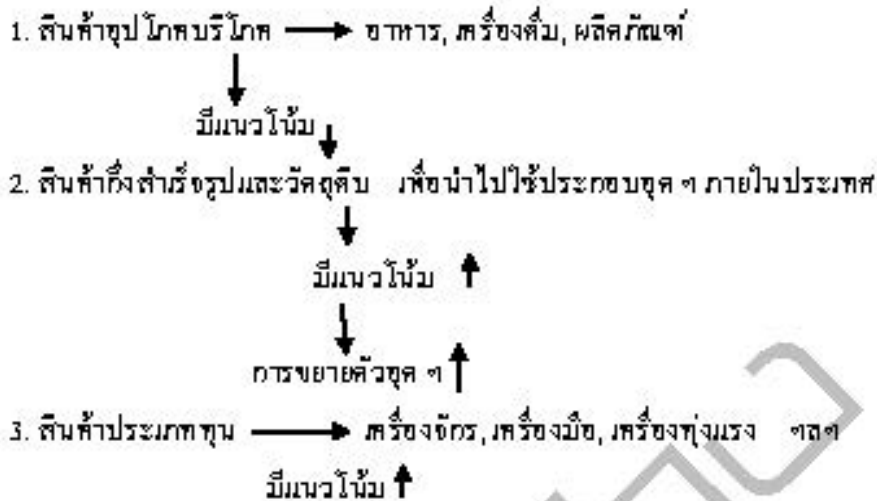 1. สินค้าอุปโภคบริโภค → อาหาร, เครื่องดื่ม, ผลิตภัณฑ์
↓
มีแนวโน้ม ↓
2. สินค้ากึ่งสำเร็จรูปและวัตถุดิบ เพื่อนำไปใช้ประกอบอุต ฯ ภายในประเทศ
↓
มีแนวโน้ม ↑
↓
การขยายตัวอุต ฯ ↑
3. สินค้าประเภททุน → เครื่องจักร, เครื่องมือ, เครื่องทุ่งแรง ฯลฯ
มีแนวโน้ม ↑